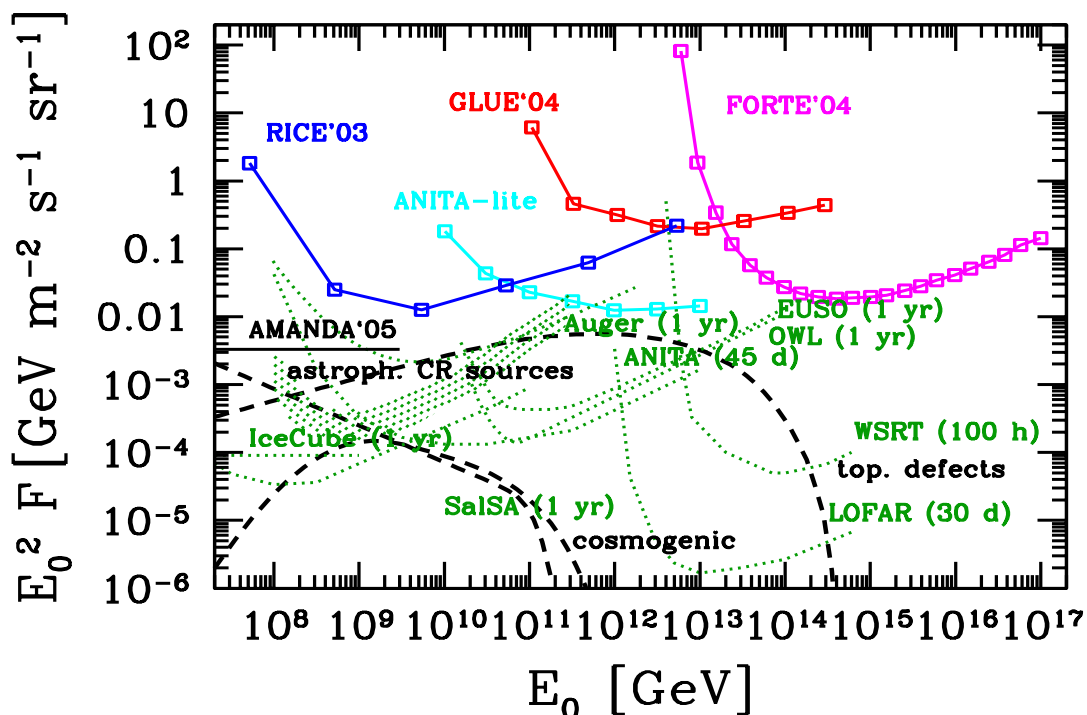 E₀² F [GeV m⁻² s⁻¹ sr⁻¹]
10²
10
1
0.1
0.01
10⁻³
10⁻⁴
10⁻⁵
10⁻⁶
GLUE'04
FORTE'04
RICE'03
ANITA-lite
EUSO (1 yr)
Auger (1 yr)
AMANDA'05
OWL (1 yr)
ANITA (45 d)
astroph. CR sources
IceCube (1 yr)
WSRT (100 h)
top. defects
SalSA (1 yr)
LOFAR (30 d)
cosmogenic
10⁸ 10⁹ 10¹⁰ 10¹¹ 10¹² 10¹³ 10¹⁴ 10¹⁵ 10¹⁶ 10¹⁷
E₀ [GeV]